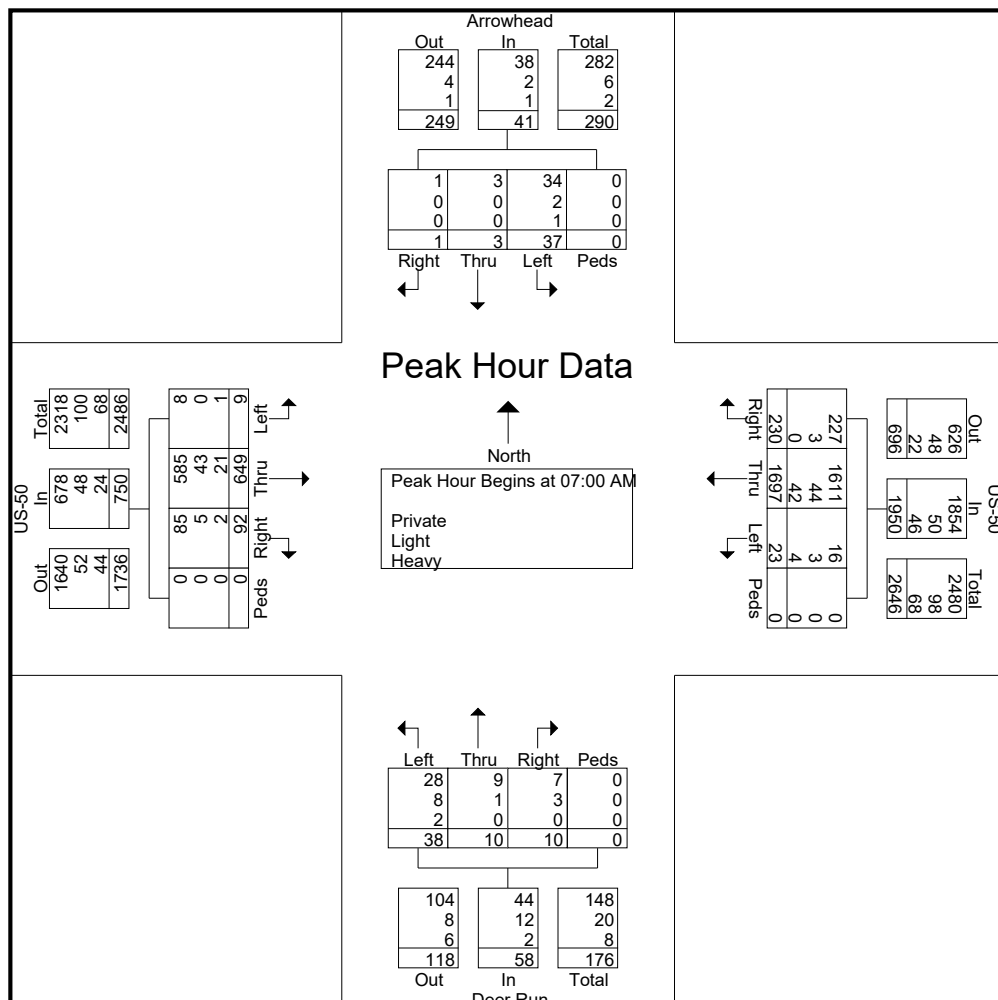 Arrowhead
Out In Total
244 38 282
4 2 6
1 1 2
249 41 290
1 3 34 0
0 0 2 0
0 0 1 0
1 3 37 0
Right Thru Left Peds
Peak Hour Data
North
Peak Hour Begins at 07:00 AM
Private
Light
Heavy
US-50
Total In Out
2318 678 1640
100 48 52
68 24 44
2486 750 1736
8 585 85 0
0 43 5 0
1 21 2 0
9 649 92 0
Left Thru Right Peds
US-50
Out In Total
626 1854 2480
48 50 98
22 46 68
696 1950 2646
227 1611 16 0
3 44 3 0
0 42 4 0
230 1697 23 0
Right Thru Left Peds
Left Thru Right Peds
28 9 7 0
8 1 3 0
2 0 0 0
38 10 10 0
104 44 148
8 12 20
6 2 8
118 58 176
Out In Total
Deer Run